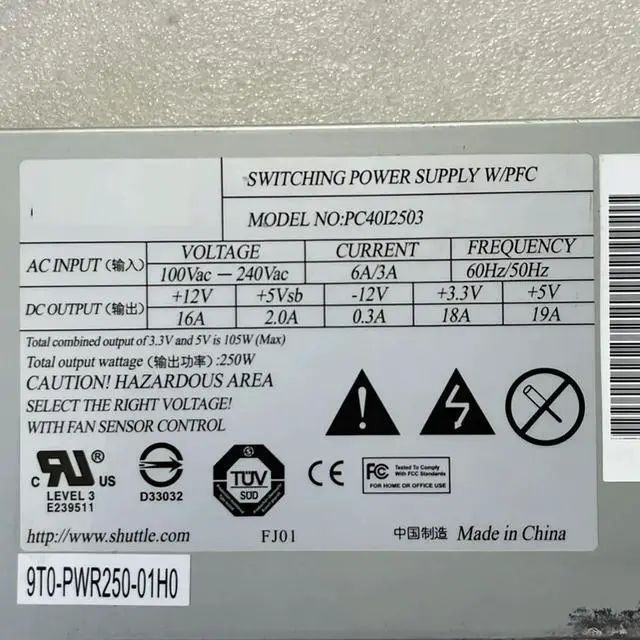 SWITCHING POWER SUPPLY W/PFC
MODEL NO:PC40I2503
AC INPUT (输入) VOLTAGE CURRENT FREQUENCY
100Vac — 240Vac 6A/3A 60Hz/50Hz
DC OUTPUT (输出) +12V +5Vsb -12V +3.3V +5V
16A 2.0A 0.3A 18A 19A
Total combined output of 3.3V and 5V is 105W (Max)
Total output wattage (输出功率) :250W
CAUTION! HAZARDOUS AREA
SELECT THE RIGHT VOLTAGE!
WITH FAN SENSOR CONTROL
c RU ® US
LEVEL 3
E239511
D33032
TÜV
SÜD
CE
FC Tested To Comply
With FCC Standards
FOR HOME OR OFFICE USE
http://www.shuttle.com FJ01 中国制造 Made in China
9T0-PWR250-01H0